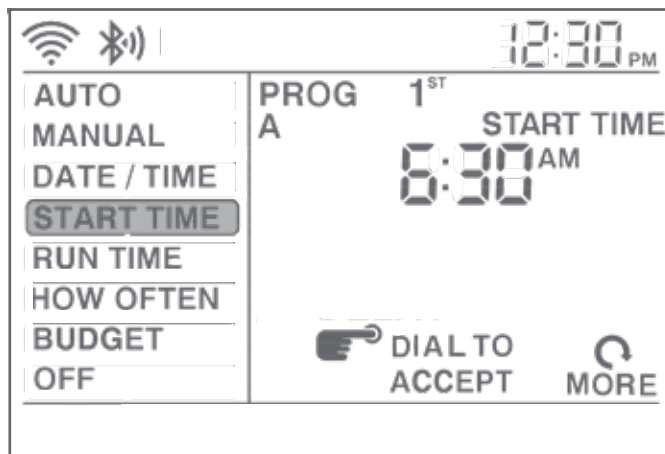 12:30 PM
AUTO
MANUAL
DATE / TIME
START TIME
RUN TIME
HOW OFTEN
BUDGET
OFF
PROG 1ST
A START TIME
6:30 AM
DIAL TO
ACCEPT
MORE